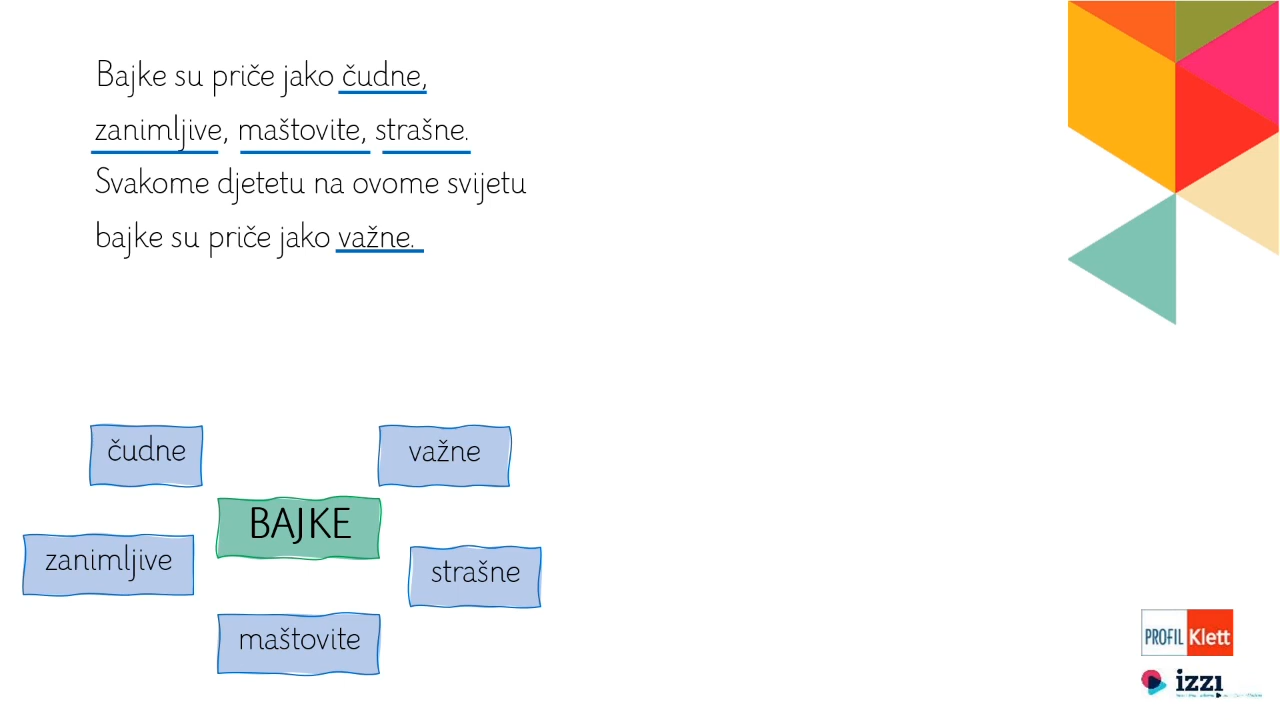 Bajke su priče jako čudne,
zanimljive, maštovite, strašne.
Svakome djetetu na ovome svijetu
bajke su priče jako važne.
čudne
važne
BAJKE
zanimljive
strašne
maštovite
PROFIL Klett
izzi